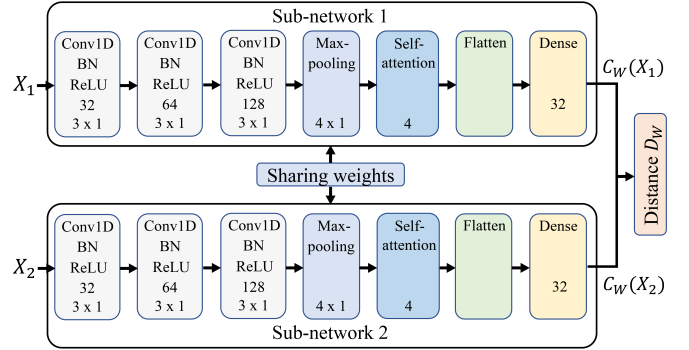 Sub-network 1
X₁
Conv1D
BN
ReLU
32
3 x 1
Conv1D
BN
ReLU
64
3 x 1
Conv1D
BN
ReLU
128
3 x 1
Max-
pooling
4 x 1
Self-
attention
4
Flatten
Dense
32
C_W(X₁)
Sharing weights
Distance D_W
X₂
Conv1D
BN
ReLU
32
3 x 1
Conv1D
BN
ReLU
64
3 x 1
Conv1D
BN
ReLU
128
3 x 1
Max-
pooling
4 x 1
Self-
attention
4
Flatten
Dense
32
C_W(X₂)
Sub-network 2